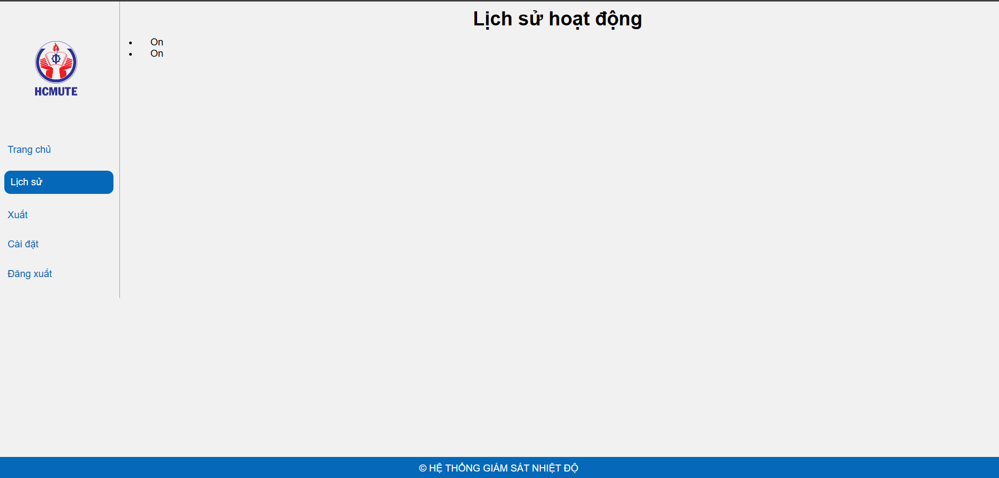 Lịch sử hoạt động
On
On
HCMUTE
Trang chủ
Lịch sử
Xuất
Cài đặt
Đăng xuất
© HỆ THỐNG GIÁM SÁT NHIỆT ĐỘ